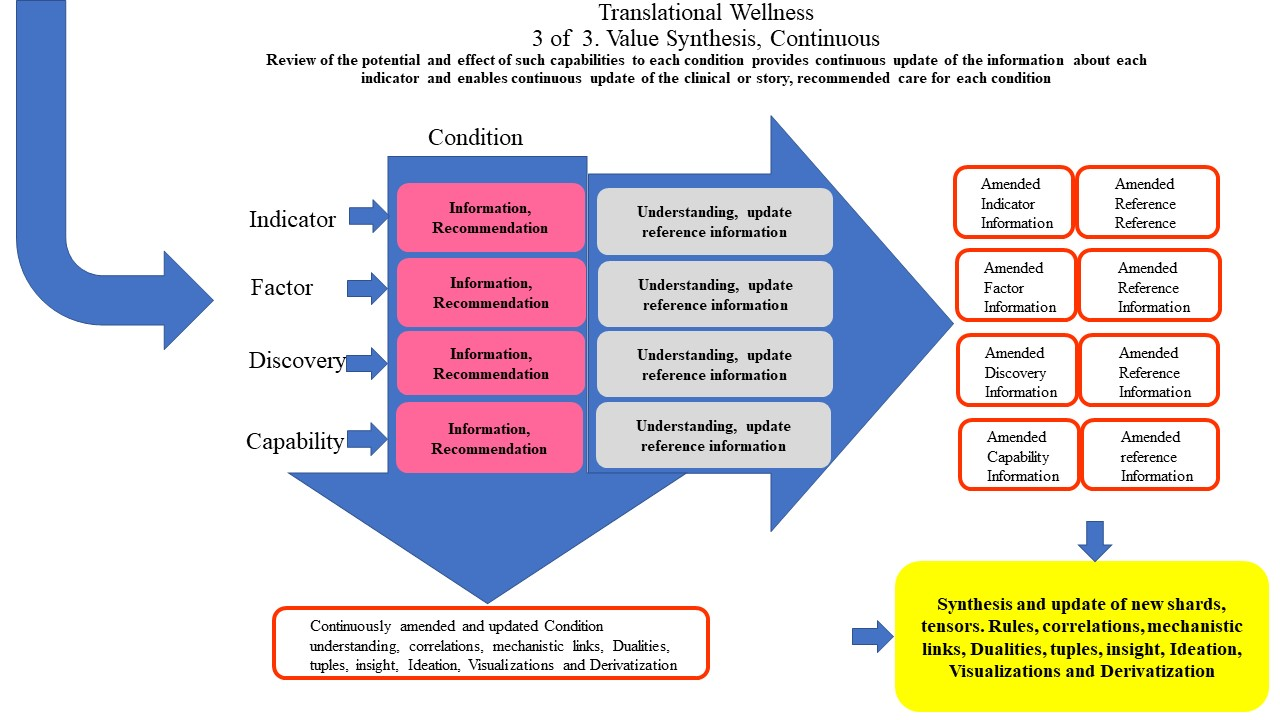 Translational Wellness
3 of 3. Value Synthesis, Continuous
Review of the potential and effect of such capabilities to each condition provides continuous update of the information about each
indicator and enables continuous update of the clinical or story, recommended care for each condition
Condition
Indicator
Information,
Recommendation
Understanding, update
reference information
Amended
Indicator
Information
Amended
Reference
Reference
Factor
Information,
Recommendation
Understanding, update
reference information
Amended
Factor
Information
Amended
Reference
Information
Discovery
Information,
Recommendation
Understanding, update
reference information
Amended
Discovery
Information
Amended
Reference
Information
Capability
Information,
Recommendation
Understanding, update
reference information
Amended
Capability
Information
Amended
reference
Information
Continuously amended and updated Condition
understanding, correlations, mechanistic links, Dualities,
tuples, insight, Ideation, Visualizations and Derivatization
Synthesis and update of new shards,
tensors. Rules, correlations, mechanistic
links, Dualities, tuples, insight, Ideation,
Visualizations and Derivatization